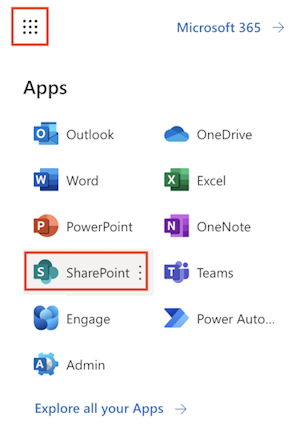 Microsoft 365 →
Apps
Outlook
OneDrive
Word
Excel
PowerPoint
OneNote
SharePoint
Teams
Engage
Power Auto...
Admin
Explore all your Apps →